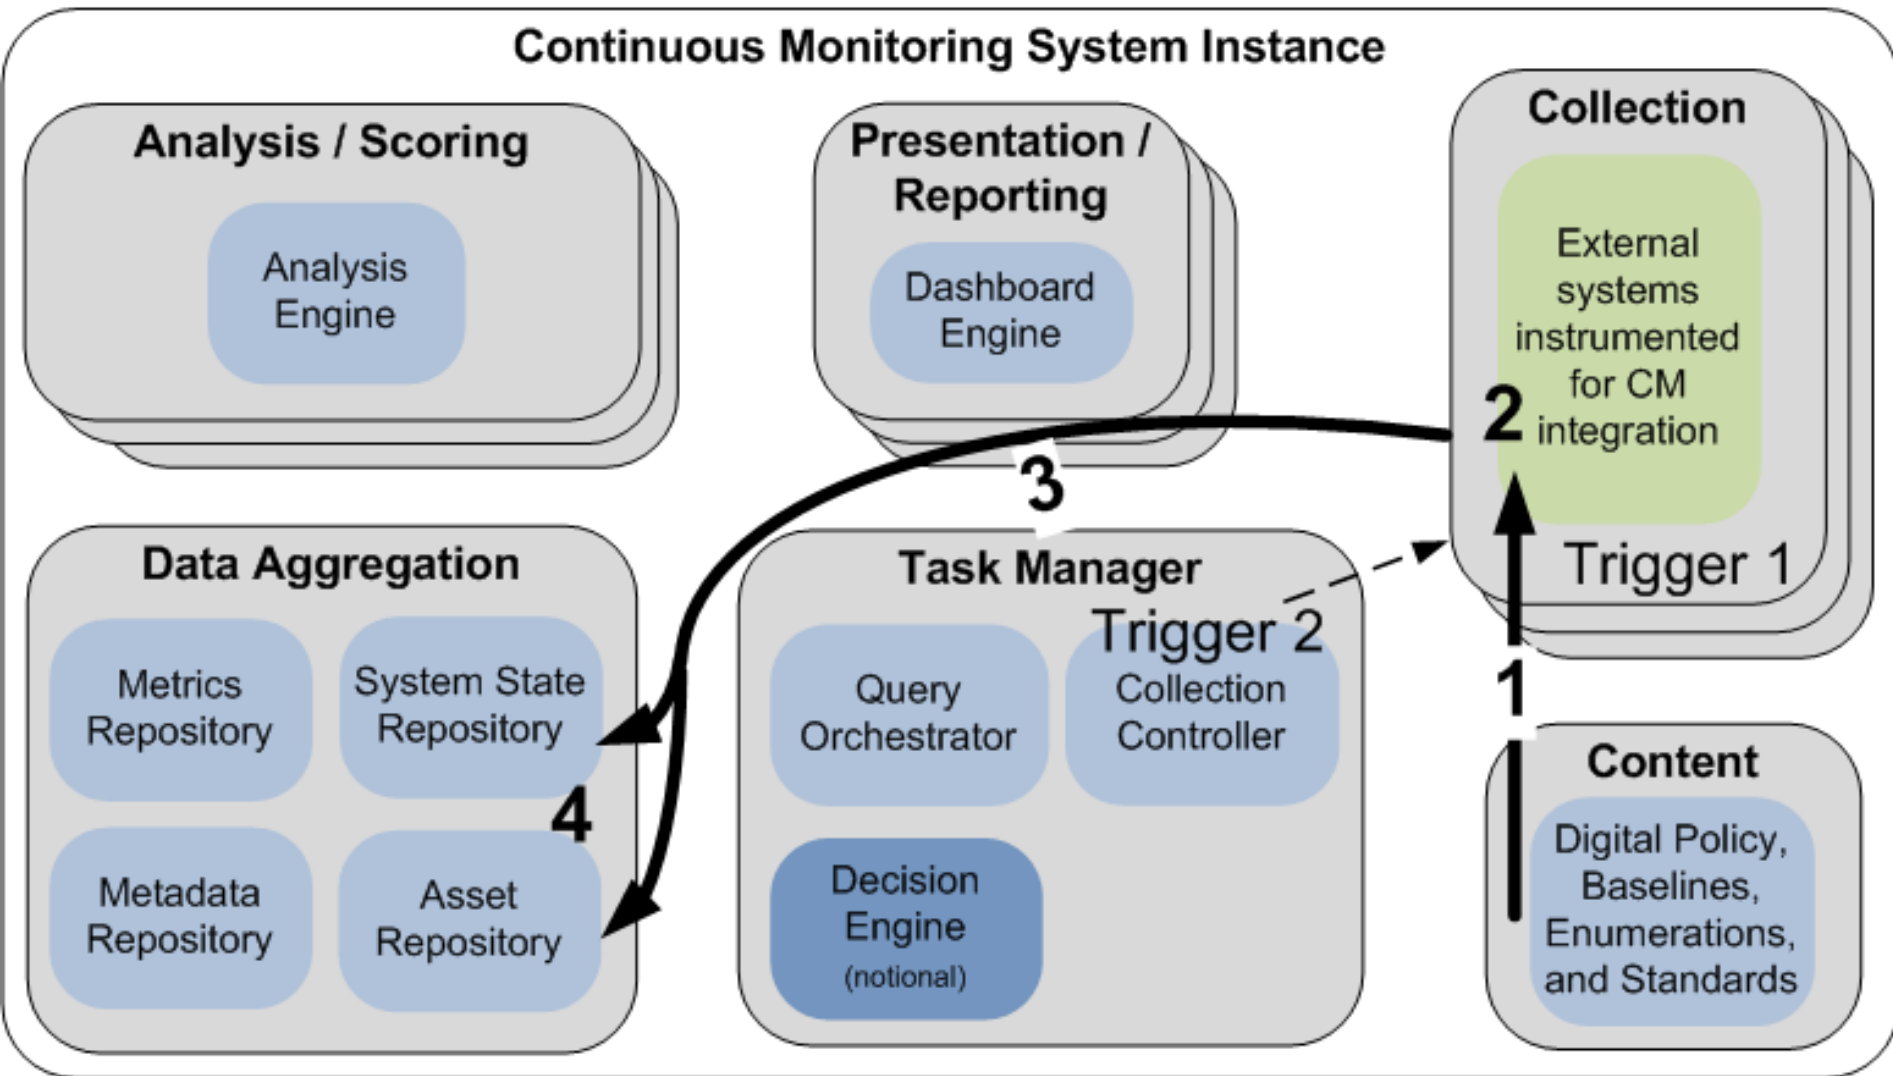 Continuous Monitoring System Instance
Analysis / Scoring
Analysis
Engine
Presentation /
Reporting
Dashboard
Engine
Collection
External
systems
instrumented
for CM
integration
2
Trigger 1
3
Data Aggregation
Metrics
Repository
System State
Repository
4
Metadata
Repository
Asset
Repository
Task Manager
Trigger 2
Query
Orchestrator
Collection
Controller
Decision
Engine
(notional)
1
Content
Digital Policy,
Baselines,
Enumerations,
and Standards